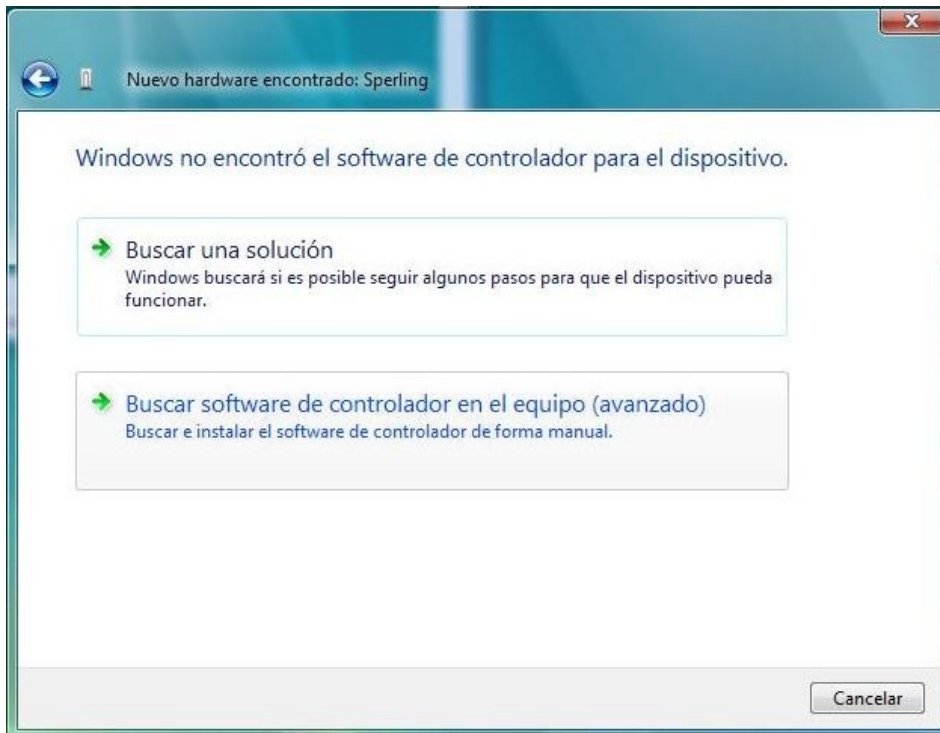 Nuevo hardware encontrado: Sperling
Windows no encontró el software de controlador para el dispositivo.
Buscar una solución
Windows buscará si es posible seguir algunos pasos para que el dispositivo pueda
funcionar.
Buscar software de controlador en el equipo (avanzado)
Buscar e instalar el software de controlador de forma manual.
Cancelar